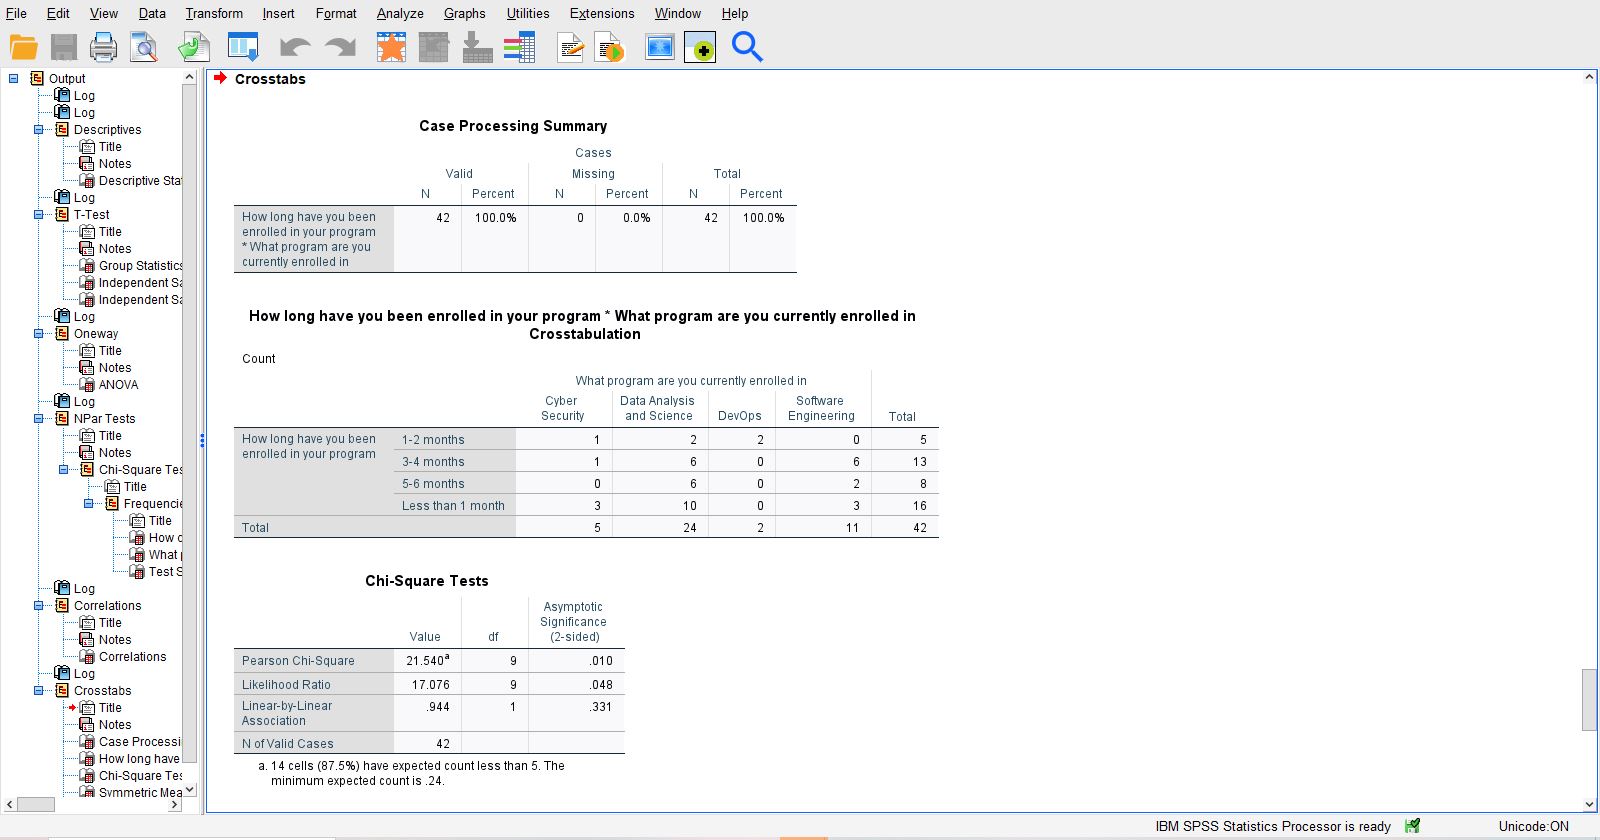 File Edit View Data Transform Insert Format Analyze Graphs Utilities Extensions Window Help
Output
Log
Log
Descriptives
Title
Notes
Descriptive Sta
Log
T-Test
Title
Notes
Group Statistics
Independent Sa
Independent Sa
Log
Oneway
Title
Notes
ANOVA
Log
NPar Tests
Title
Notes
Chi-Square Tes
Title
Frequencie
Title
How
What
Test S
Log
Correlations
Title
Notes
Correlations
Log
Crosstabs
Title
Notes
Case Processi
How long have
Chi-Square Tes
Symmetric Mea
Crosstabs
Case Processing Summary
Cases
Valid Missing Total
N Percent N Percent N Percent
How long have you been 42 100.0% 0 0.0% 42 100.0%
enrolled in your program
* What program are you
currently enrolled in
How long have you been enrolled in your program * What program are you currently enrolled in
Crosstabulation
Count
What program are you currently enrolled in
Cyber Data Analysis Software
Security and Science DevOps Engineering Total
How long have you been 1-2 months 1 2 2 0 5
enrolled in your program
3-4 months 1 6 0 6 13
5-6 months 0 6 0 2 8
Less than 1 month 3 10 0 3 16
Total 5 24 2 11 42
Chi-Square Tests
Asymptotic
Significance
Value df (2-sided)
Pearson Chi-Square 21.540a 9 .010
Likelihood Ratio 17.076 9 .048
Linear-by-Linear .944 1 .331
Association
N of Valid Cases 42
a. 14 cells (87.5%) have expected count less than 5. The
minimum expected count is .24.
IBM SPSS Statistics Processor is ready Unicode:ON